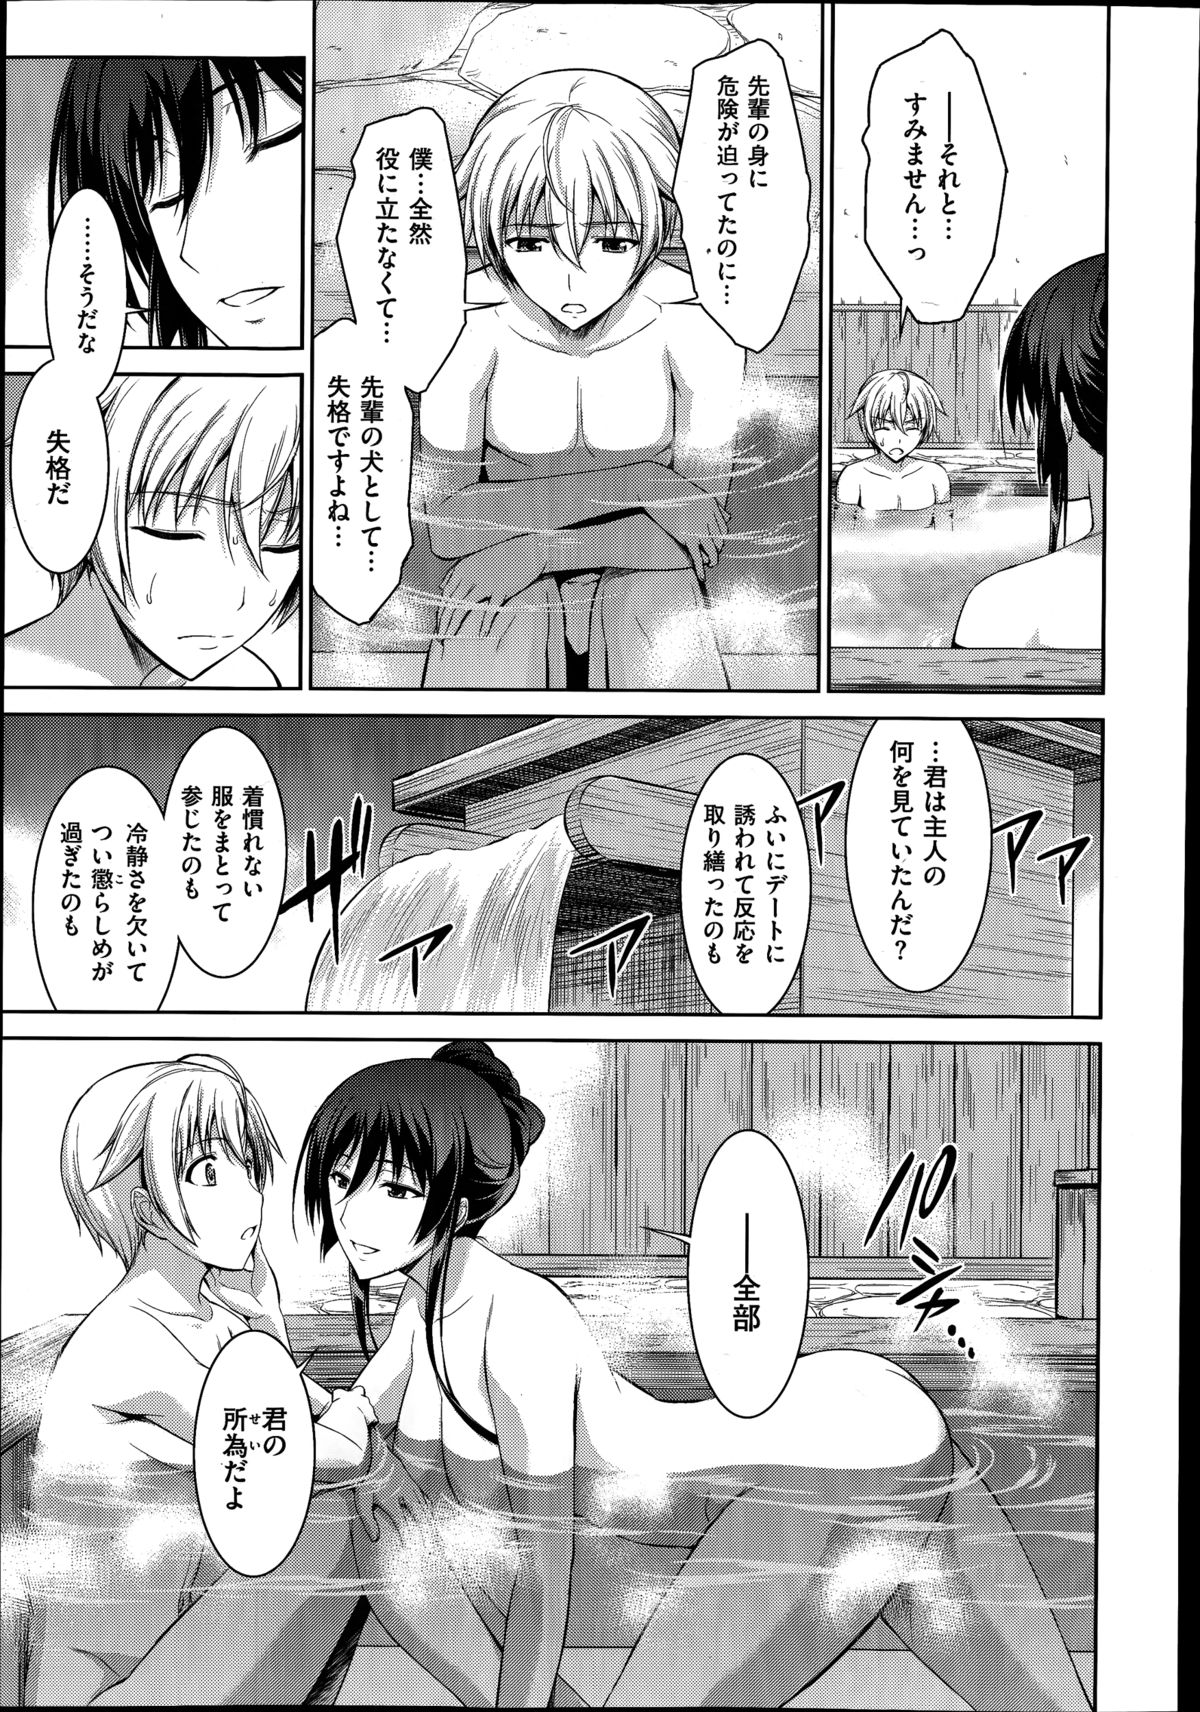 ――それと…
すみません…っ
先輩の身に
危険が迫ってたのに…
僕…全然
役に立たなくて…
先輩の犬として…
失格ですよね…
……そうだな
失格だ
…君は主人の
何を見ていたんだ?
ふいにデートに
誘われて反応を
取り繕ったのも
着慣れない
服をまとって
参じたのも
冷静さを欠いて
つい懲らしめが
こ
過ぎたのも
アアアア
パシャ…
――全部
君の
所為だよ
せい